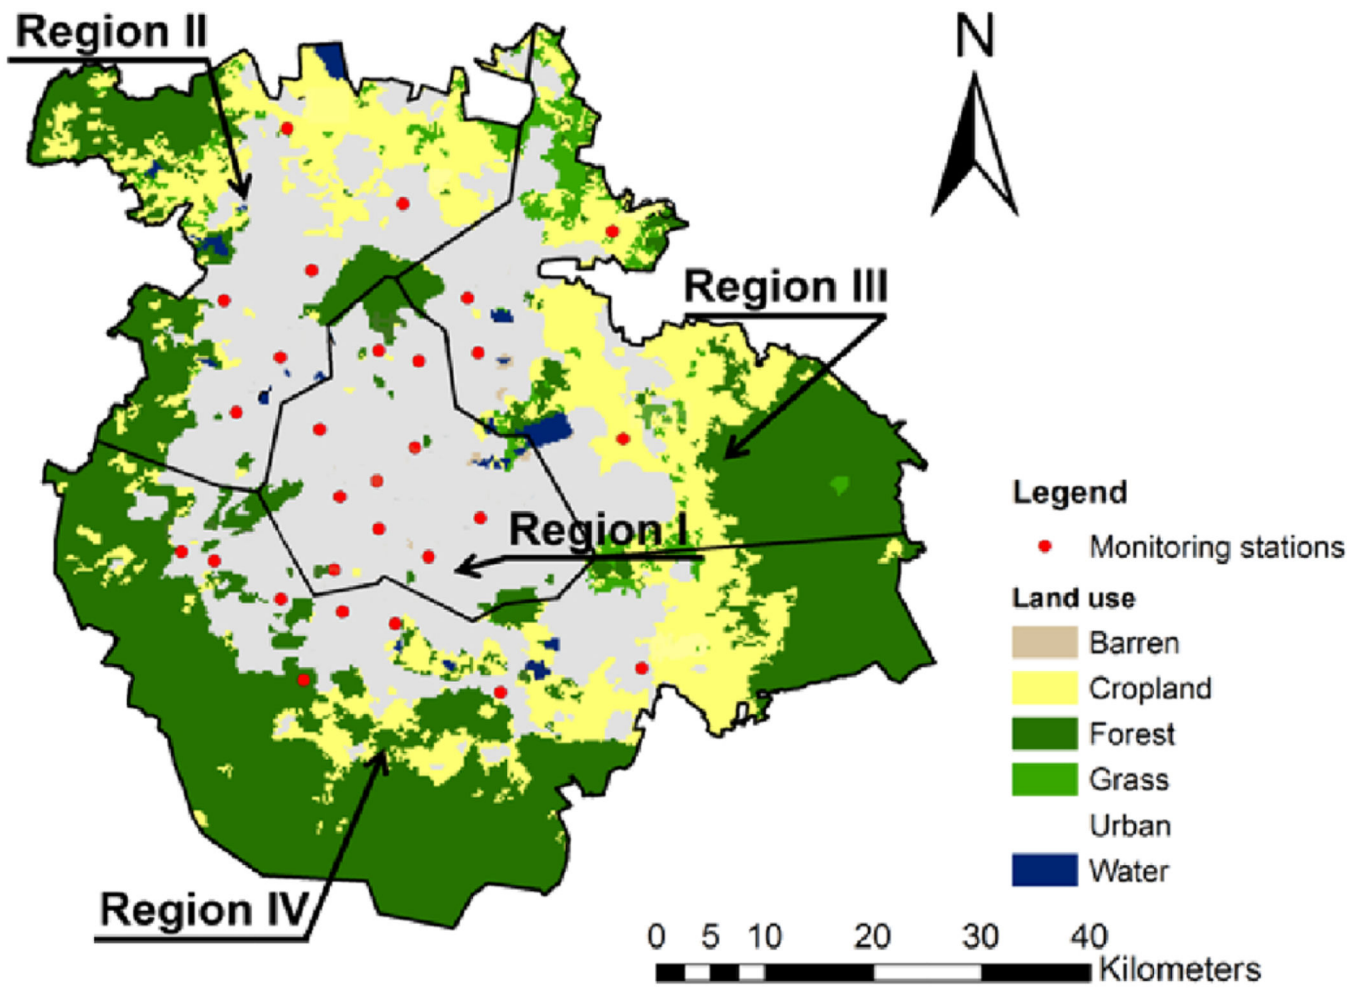 Region II
N
Region III
Region I
Region IV
Legend
Monitoring stations
Land use
Barren
Cropland
Forest
Grass
Urban
Water
0 5 10 20 30 40
Kilometers